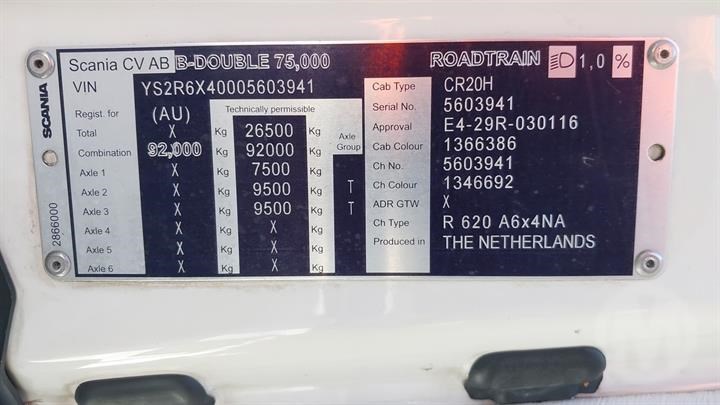 Scania CV AB B-DOUBLE 75,000 ROADTRAIN 1,0 %
VIN YS2R6X40005603941
Regist. for (AU) Technically permissible
Total X Kg 26500 Kg Axle Group
Combination 92,000 Kg 92000 Kg
Axle 1 X Kg 7500 Kg
Axle 2 X Kg 9500 Kg T
Axle 3 X Kg 9500 Kg T
Axle 4 X Kg X Kg
Axle 5 X Kg X Kg
Axle 6 X Kg X Kg
Cab Type CR20H
Serial No. 5603941
Approval E4-29R-030116
Cab Colour 1366386
Ch No. 5603941
Ch Colour 1346692
ADR GTW X
Ch Type R 620 A6x4NA
Produced in THE NETHERLANDS
SCANIA
2866000